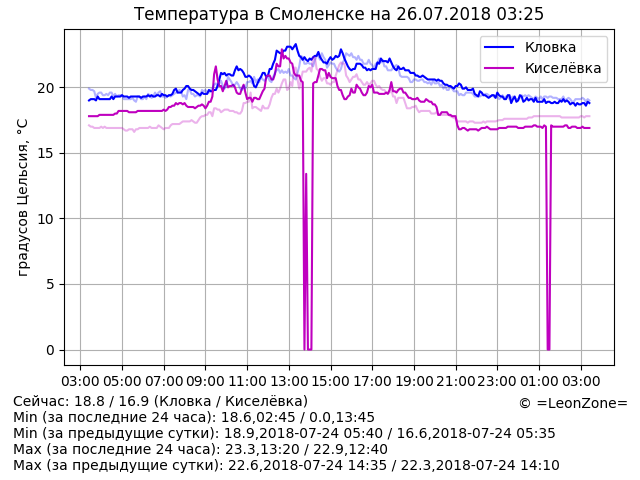 Температура в Смоленске на 26.07.2018 03:25
Кловка
Киселёвка
градусов Цельсия, °C
20
15
10
5
0
03:00 05:00 07:00 09:00 11:00 13:00 15:00 17:00 19:00 21:00 23:00 01:00 03:00
Сейчас: 18.8 / 16.9 (Кловка / Киселёвка)
© =LeonZone=
Min (за последние 24 часа): 18.6,02:45 / 0.0,13:45
Min (за предыдущие сутки): 18.9,2018-07-24 05:40 / 16.6,2018-07-24 05:35
Max (за последние 24 часа): 23.3,13:20 / 22.9,12:40
Max (за предыдущие сутки): 22.6,2018-07-24 14:35 / 22.3,2018-07-24 14:10